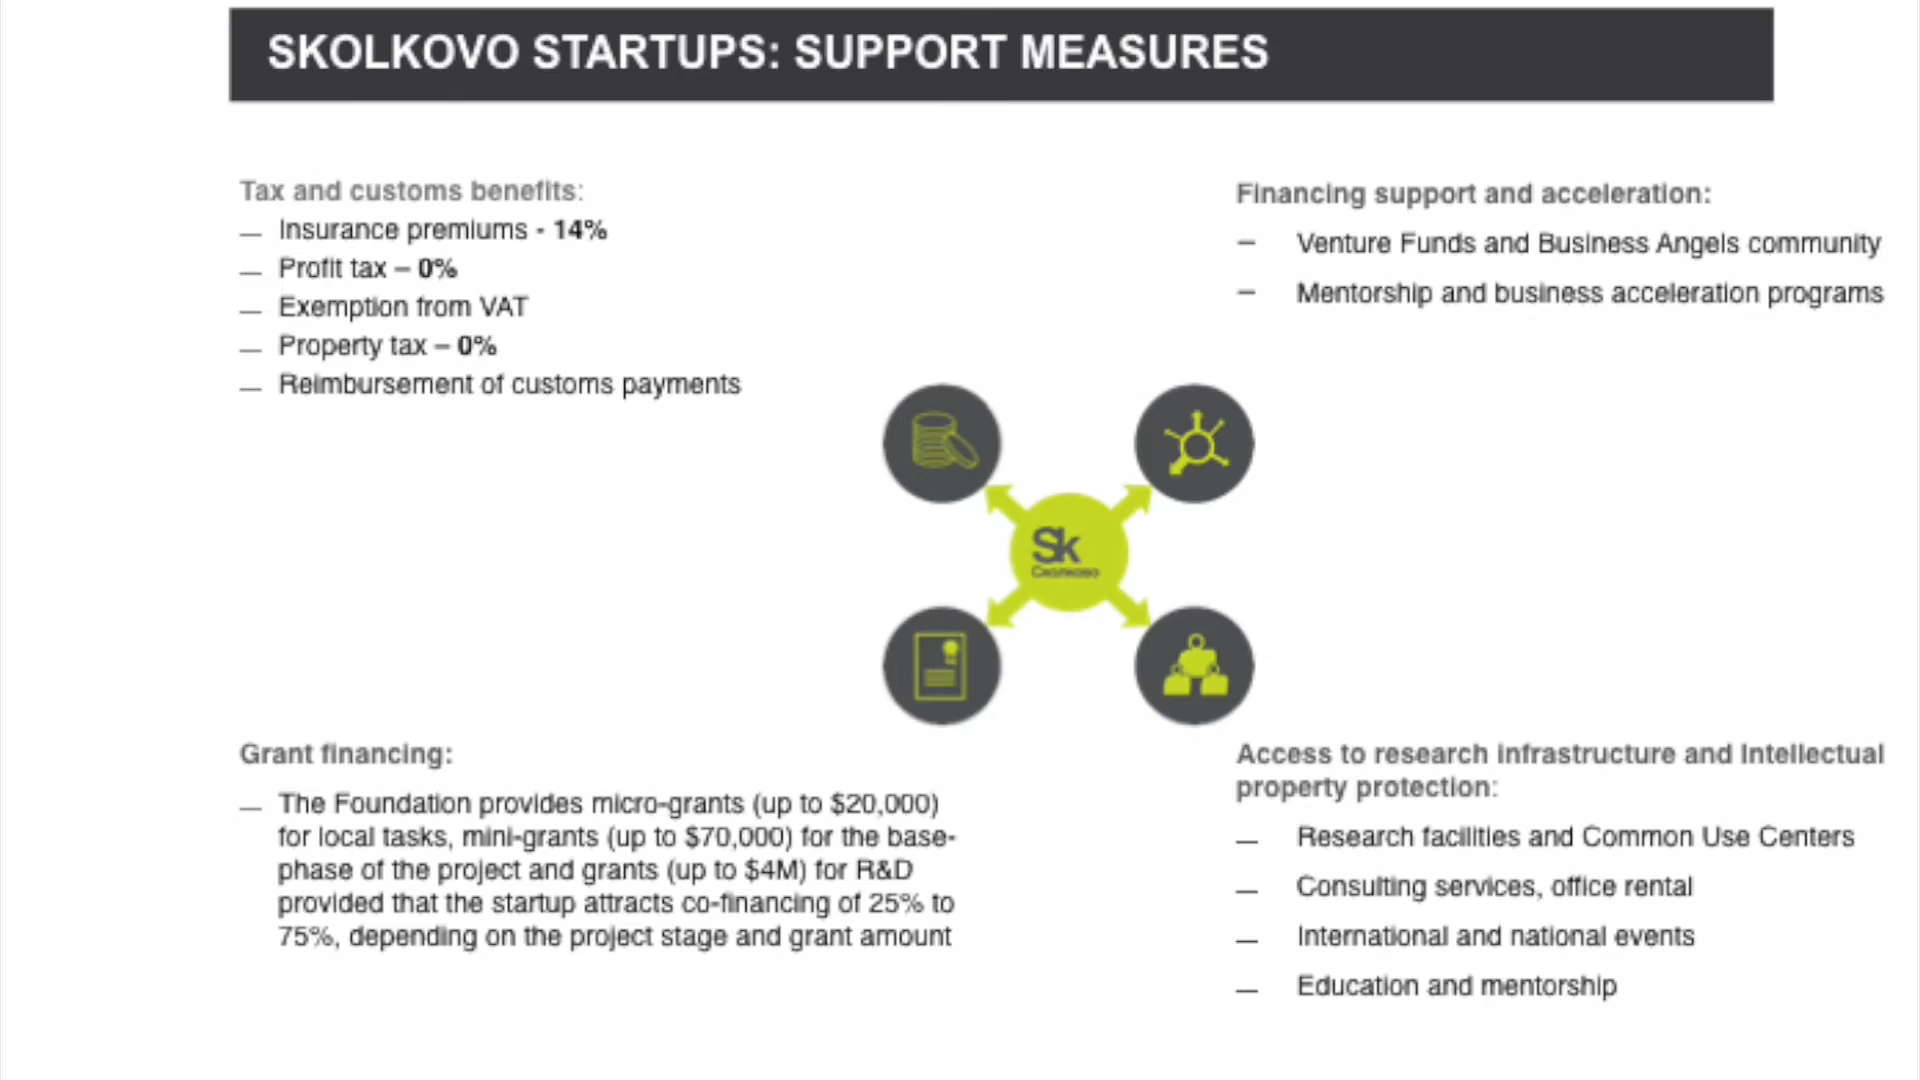 SKOLKOVO STARTUPS: SUPPORT MEASURES
Tax and customs benefits:
— Insurance premiums - 14%
— Profit tax – 0%
— Exemption from VAT
— Property tax – 0%
— Reimbursement of customs payments
Financing support and acceleration:
– Venture Funds and Business Angels community
– Mentorship and business acceleration programs
Sk
Сколково
Grant financing:
— The Foundation provides micro-grants (up to $20,000)
for local tasks, mini-grants (up to $70,000) for the base-
phase of the project and grants (up to $4M) for R&D
provided that the startup attracts co-financing of 25% to
75%, depending on the project stage and grant amount
Access to research infrastructure and Intellectual
property protection:
— Research facilities and Common Use Centers
— Consulting services, office rental
— International and national events
— Education and mentorship